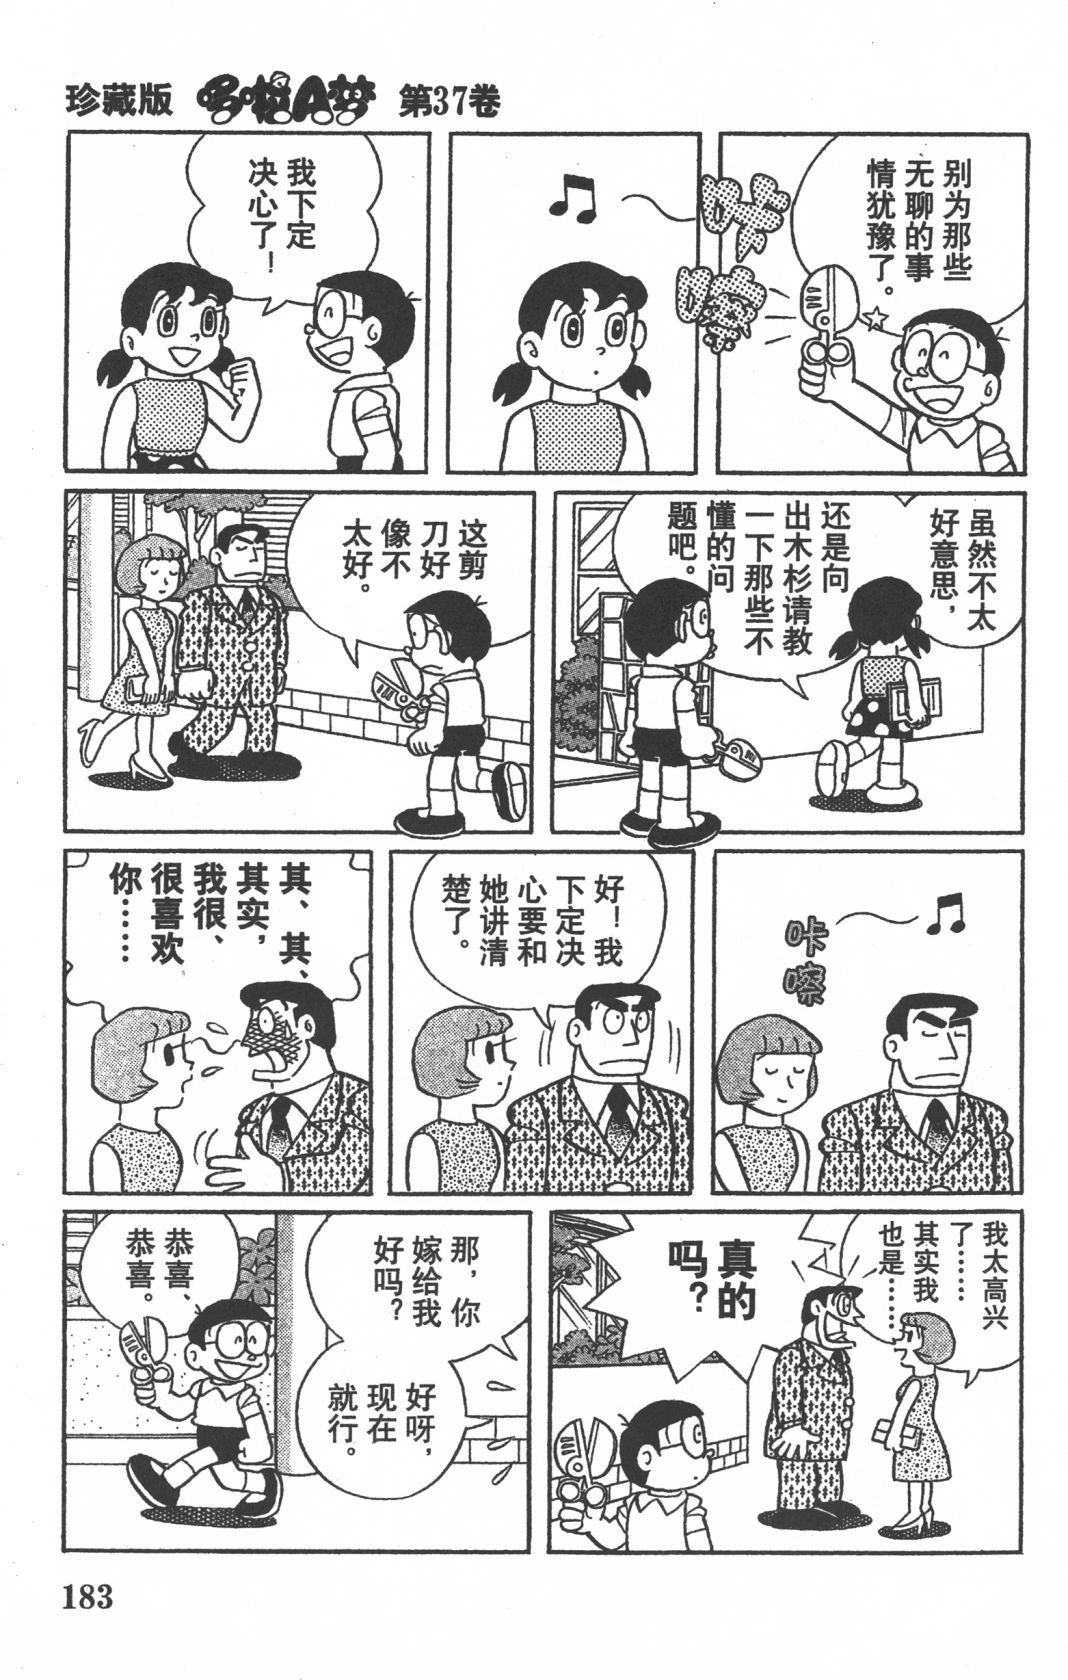 珍藏版 哆啦A梦 第37卷
别为那些
无聊的事
情犹豫了。
咔嚓
我下定
决心了！
虽然不太
好意思，
还是向
出木杉请教
一下那些不
懂的问
题吧。
这剪
刀好
像不
太好。
咔嚓
好！我
下定决
心要和
她讲清
楚了。
其、其、
其实，
我很、
很喜欢
你……
我太高兴
了……
其实我
也是……
真的
吗？
那，你
嫁给我
好吗？
好呀，
现在
就行。
恭喜、
恭喜。
183